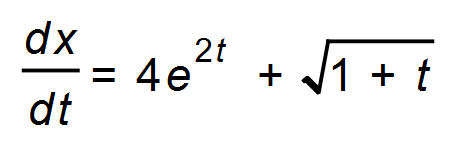 dx/dt = 4e^{2t} + √(1 + t)